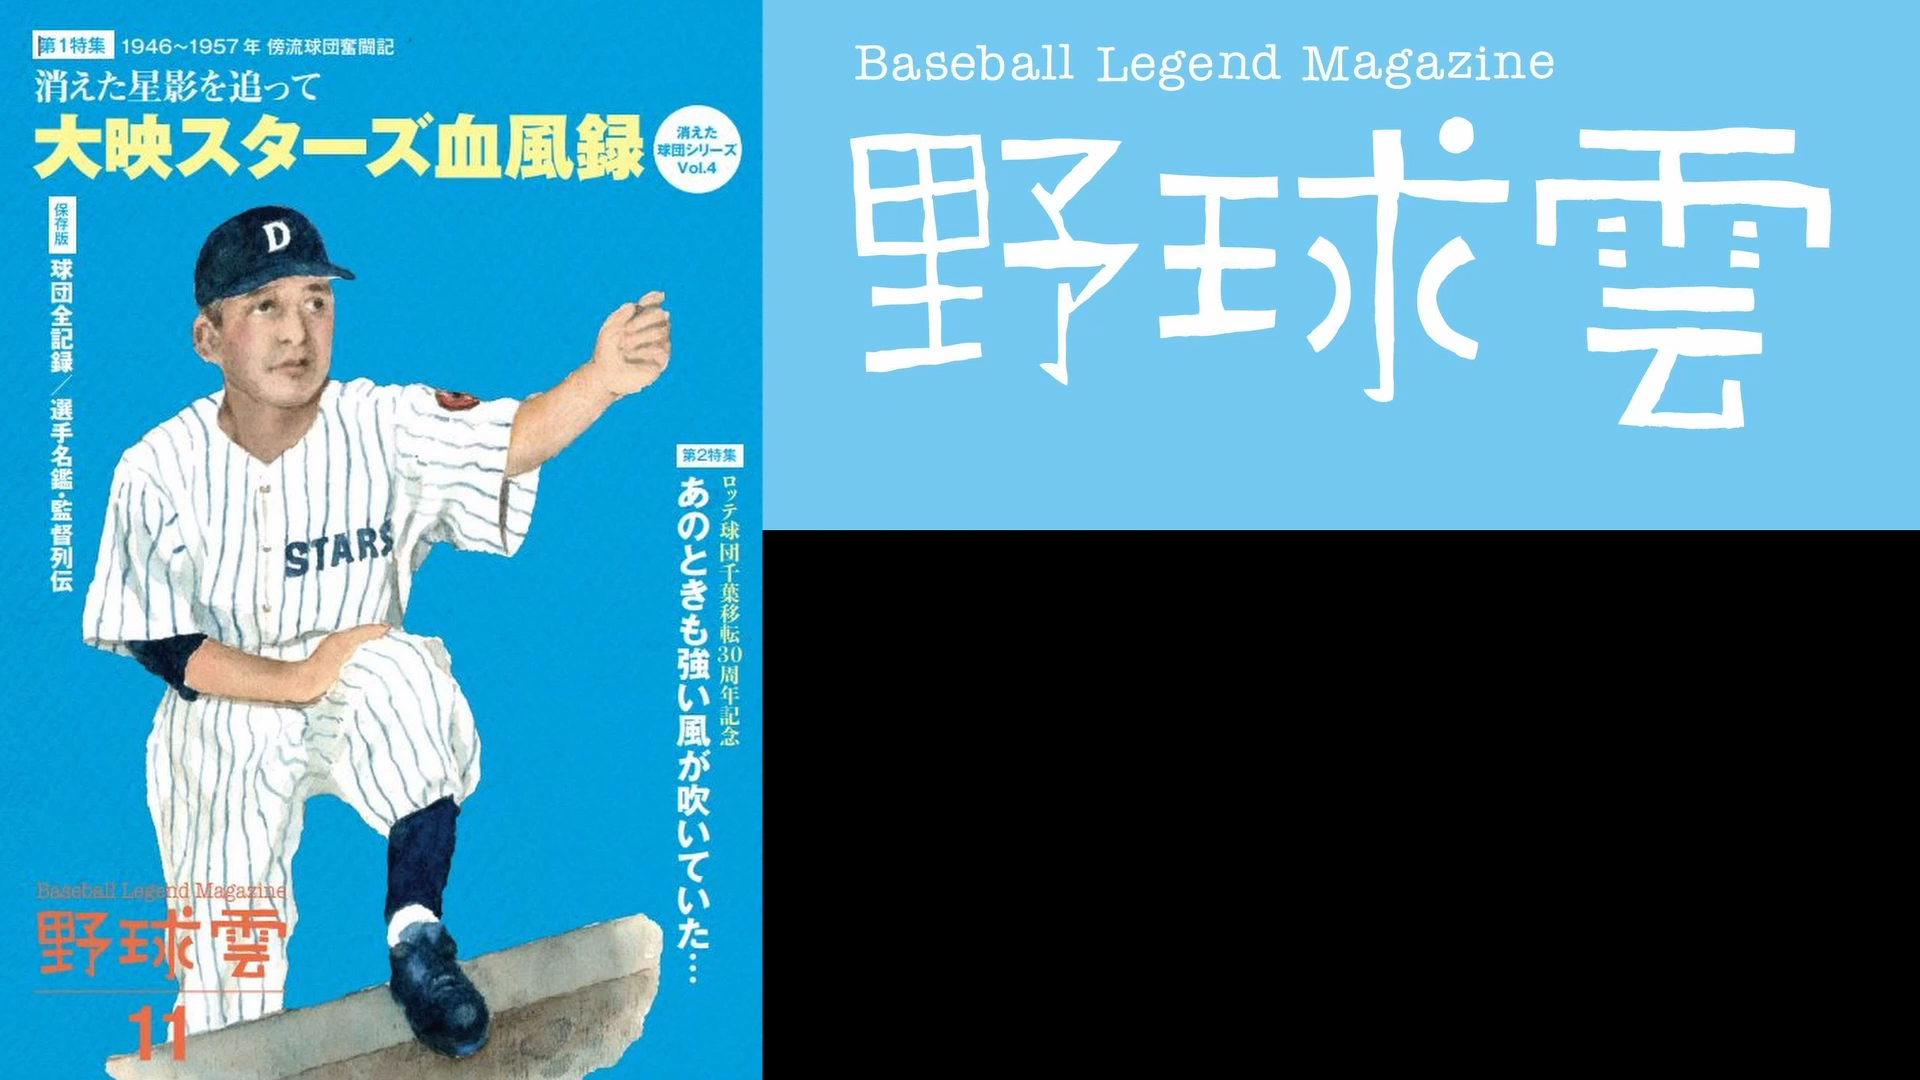 第1特集 1946〜1957年 傍流球団奮闘記
消えた星影を追って
大映スターズ血風録
消えた
球団シリーズ
Vol.4
保存版
球団全記録／選手名鑑・監督列伝
D
STARS
第2特集
ロッテ球団千葉移転30周年記念
あのときも強い風が吹いていた…
Baseball Legend Magazine
野球雲
11
Baseball Legend Magazine
野球雲